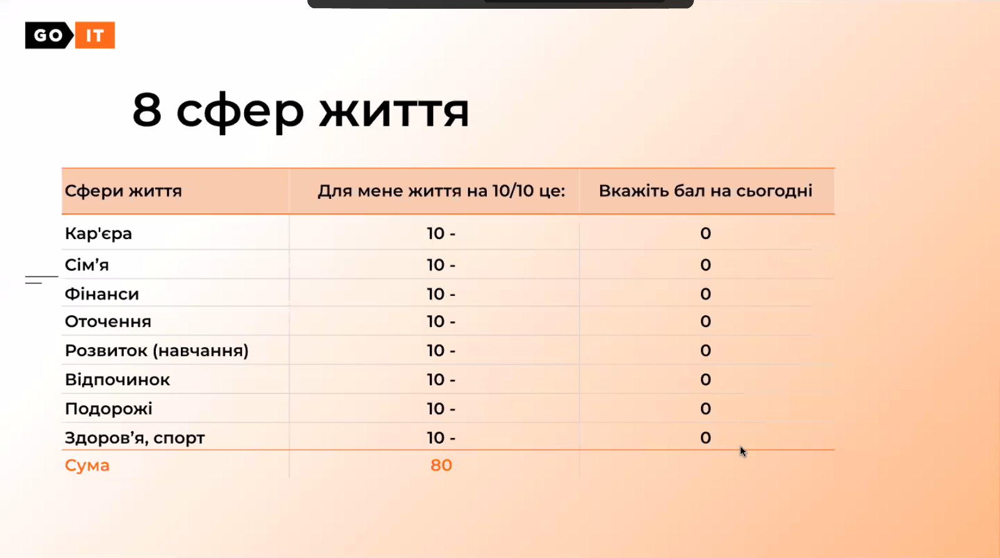 GO IT
8 сфер життя
Сфери життя Для мене життя на 10/10 це: Вкажіть бал на сьогодні
Кар'єра 10 - 0
Сім’я 10 - 0
Фінанси 10 - 0
Оточення 10 - 0
Розвиток (навчання) 10 - 0
Відпочинок 10 - 0
Подорожі 10 - 0
Здоров’я, спорт 10 - 0
Сума 80